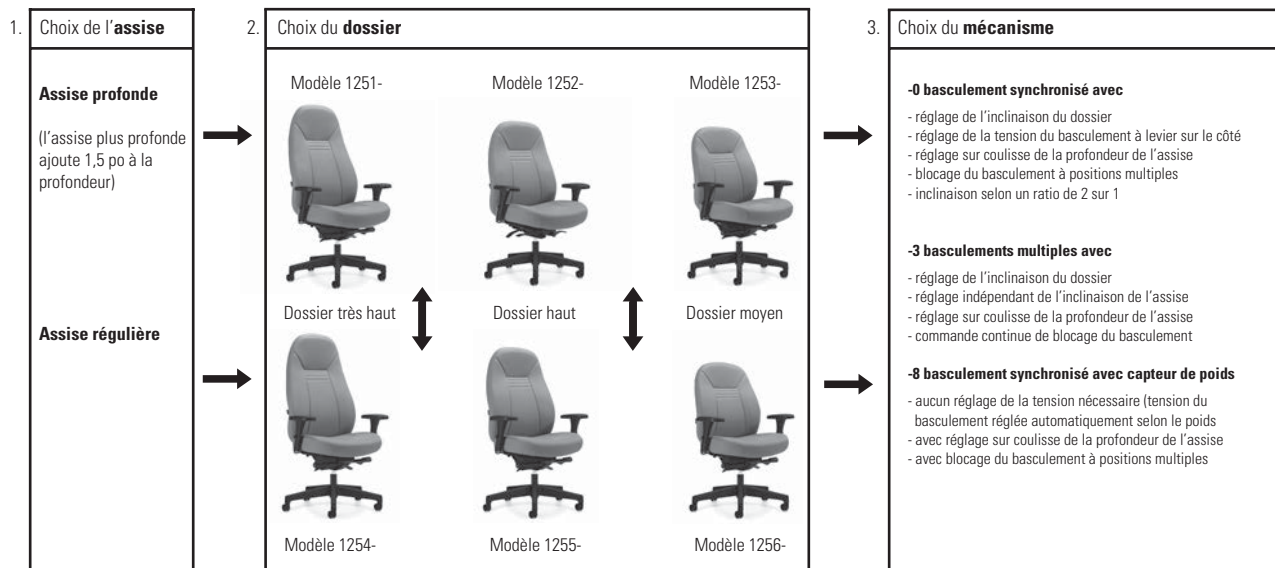 1. Choix de l'assise
Assise profonde
(l'assise plus profonde
ajoute 1,5 po à la
profondeur)
Assise régulière
2. Choix du dossier
Modèle 1251-
Modèle 1252-
Modèle 1253-
Dossier très haut
Dossier haut
Dossier moyen
Modèle 1254-
Modèle 1255-
Modèle 1256-
3. Choix du mécanisme
-0 basculement synchronisé avec
- réglage de l'inclinaison du dossier
- réglage de la tension du basculement à levier sur le côté
- réglage sur coulisse de la profondeur de l'assise
- blocage du basculement à positions multiples
- inclinaison selon un ratio de 2 sur 1
-3 basculements multiples avec
- réglage de l'inclinaison du dossier
- réglage indépendant de l'inclinaison de l'assise
- réglage sur coulisse de la profondeur de l'assise
- commande continue de blocage du basculement
-8 basculement synchronisé avec capteur de poids
- aucun réglage de la tension nécessaire (tension du
basculement réglée automatiquement selon le poids
- avec réglage sur coulisse de la profondeur de l'assise
- avec blocage du basculement à positions multiples